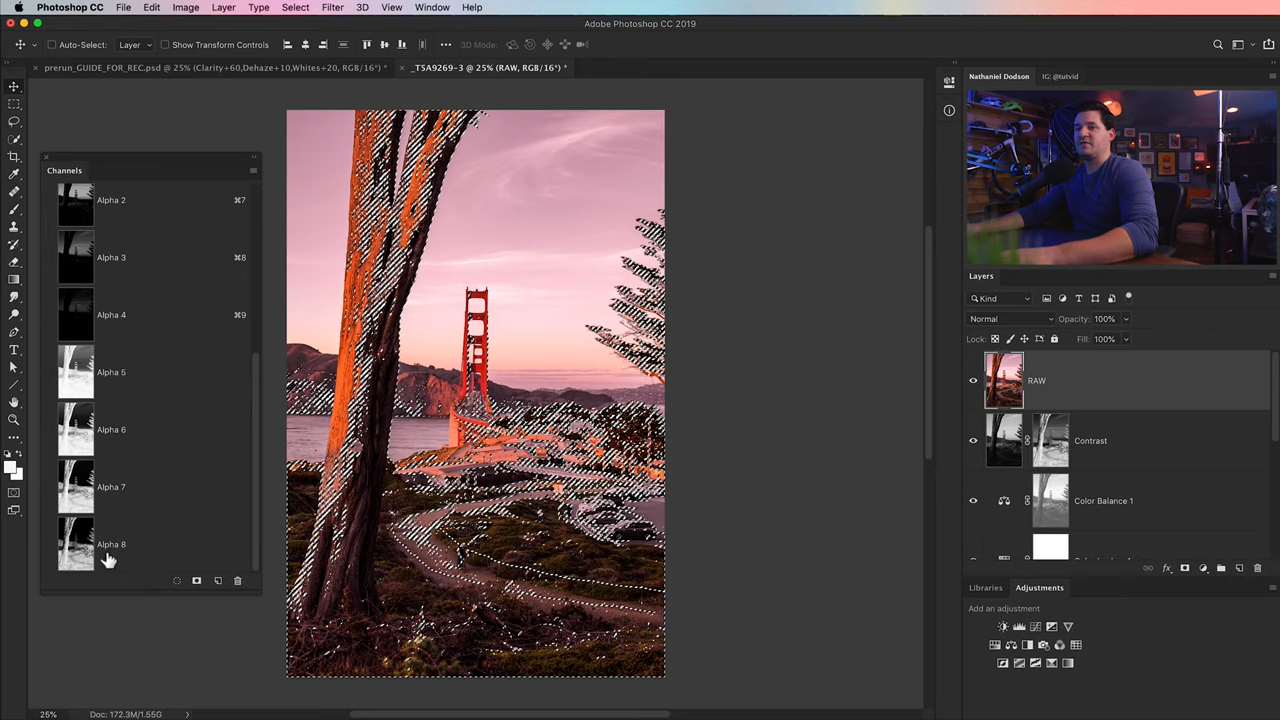 Photoshop CC File Edit Image Layer Type Select Filter 3D View Window Help
Adobe Photoshop CC 2019
Auto-Select: Layer Show Transform Controls 3D Mode:
prerun_GUIDE_FOR_REC.psd @ 25% (Clarity+60,Dehaze+10,Whites+20, RGB/16*) *
_T5A9269-3 @ 25% (RAW, RGB/16*) *
Nathaniel Dodson IG: @tutvid
Channels
Alpha 2 ⌘7
Alpha 3 ⌘8
Alpha 4 ⌘9
Alpha 5
Alpha 6
Alpha 7
Alpha 8
Layers
Kind
Normal Opacity: 100%
Lock: Fill: 100%
RAW
Contrast
Color Balance 1
Libraries Adjustments
Add an adjustment
25% Doc: 172.3M/1.55G